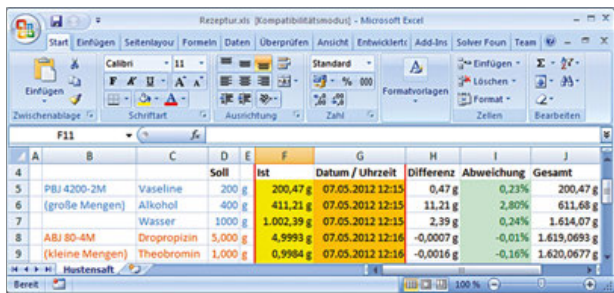 Rezeptur.xls [Kompatibilitätsmodus] - Microsoft Excel
Start Einfügen Seitenlayou Formeln Daten Überprüfen Ansicht Entwicklertc Add-Ins Solver Foun Team
Einfügen
Calibri 11
F K U A A
A
Standard
% 000
Formatvorlagen
Einfügen
Löschen
Format
Σ
Zwischenablage Schriftart Ausrichtung Zahl Zellen Bearbeiten
F11 fx
A B C D E F G H I J
4 Soll Ist Datum / Uhrzeit Differenz Abweichung Gesamt
5 PBJ 4200-2M Vaseline 200 g 200,47 g 07.05.2012 12:15 0,47 g 0,23% 200,47 g
6 (große Mengen) Alkohol 400 g 411,21 g 07.05.2012 12:15 11,21 g 2,80% 611,68 g
7 Wasser 1000 g 1.002,39 g 07.05.2012 12:15 2,39 g 0,24% 1.614,07 g
8 ABJ 80-4M Dropropizin 5,000 g 4,9993 g 07.05.2012 12:16 -0,0007 g -0,01% 1.619,0693 g
9 (kleine Mengen) Theobromin 1,000 g 0,9984 g 07.05.2012 12:16 -0,0016 g -0,16% 1.620,0677 g
Hustensaft
Bereit 100 %